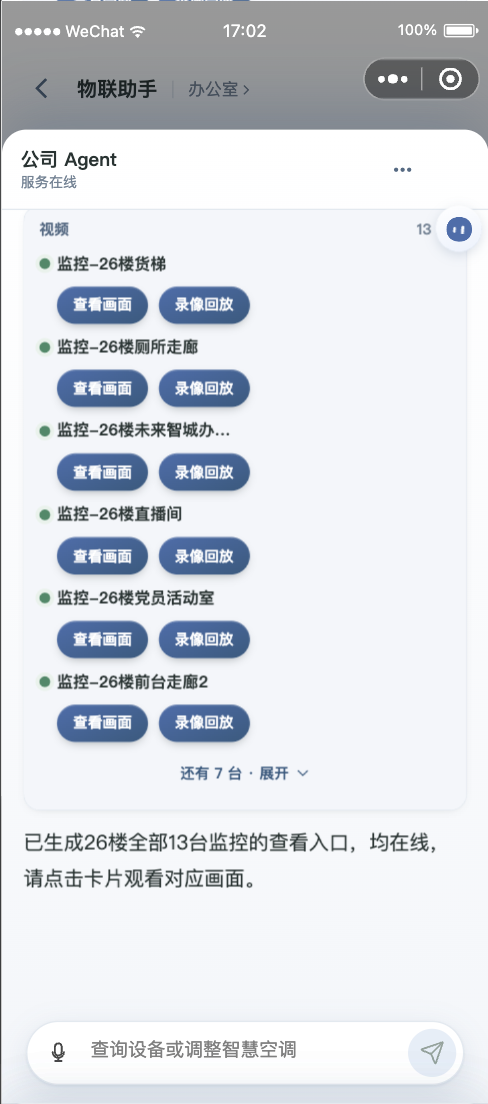 WeChat 17:02 100%
物联助手 办公室
公司 Agent
服务在线
视频 13
监控-26楼货梯
查看画面 录像回放
监控-26楼厕所走廊
查看画面 录像回放
监控-26楼未来智城办...
查看画面 录像回放
监控-26楼直播间
查看画面 录像回放
监控-26楼党员活动室
查看画面 录像回放
监控-26楼前台走廊2
查看画面 录像回放
还有 7 台 · 展开
已生成26楼全部13台监控的查看入口，均在线，
请点击卡片观看对应画面。
查询设备或调整智慧空调